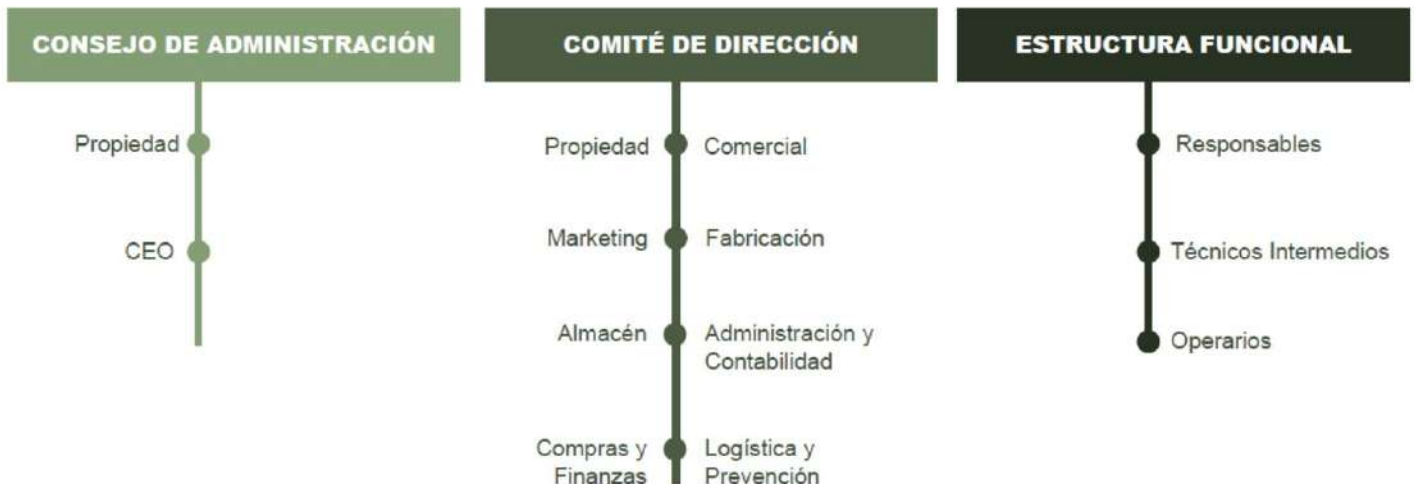 CONSEJO DE ADMINISTRACIÓN
Propiedad
CEO
COMITÉ DE DIRECCIÓN
Propiedad
Comercial
Marketing
Fabricación
Almacén
Administración y
Contabilidad
Compras y
Finanzas
Logística y
Prevención
ESTRUCTURA FUNCIONAL
Responsables
Técnicos Intermedios
Operarios